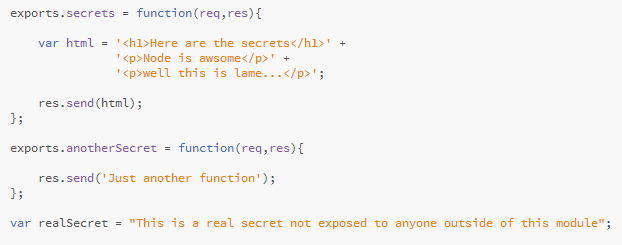 exports.secrets = function(req,res){
var html = '<h1>Here are the secrets</h1>' +
'<p>Node is awsome</p>' +
'<p>well this is lame...</p>';
res.send(html);
};
exports.anotherSecret = function(req,res){
res.send('Just another function');
};
var realSecret = "This is a real secret not exposed to anyone outside of this module";